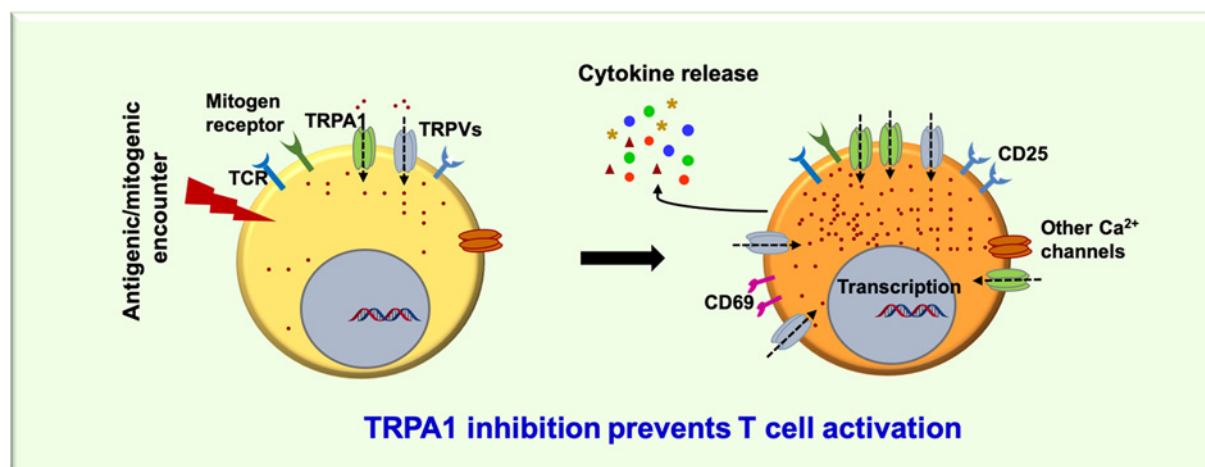 Antigenic/mitogenic
encounter
Mitogen
receptor
TRPA1
TRPVs
TCR
Cytokine release
CD25
Other Ca²⁺
channels
CD69
Transcription
TRPA1 inhibition prevents T cell activation